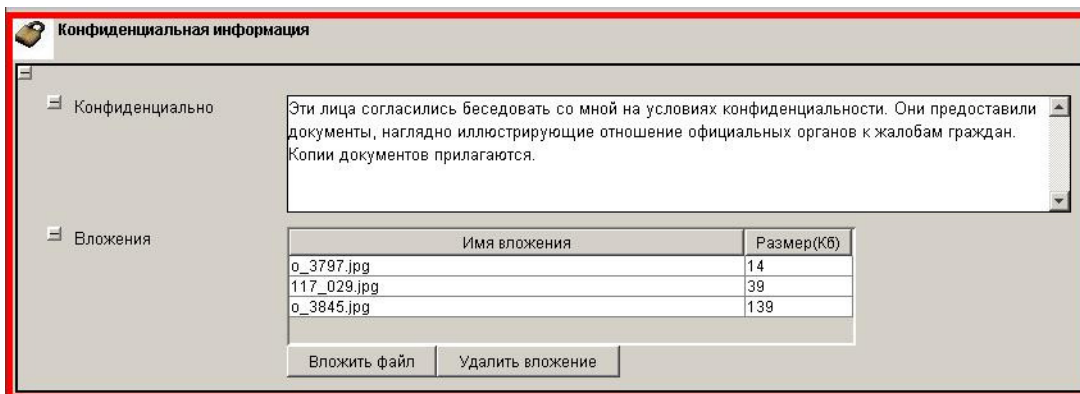 Конфиденциальная информация
Конфиденциально
Эти лица согласились беседовать со мной на условиях конфиденциальности. Они предоставили
документы, наглядно иллюстрирующие отношение официальных органов к жалобам граждан.
Копии документов прилагаются.
Вложения
Имя вложения Размер(Кб)
o_3797.jpg 14
117_029.jpg 39
o_3845.jpg 139
Вложить файл Удалить вложение